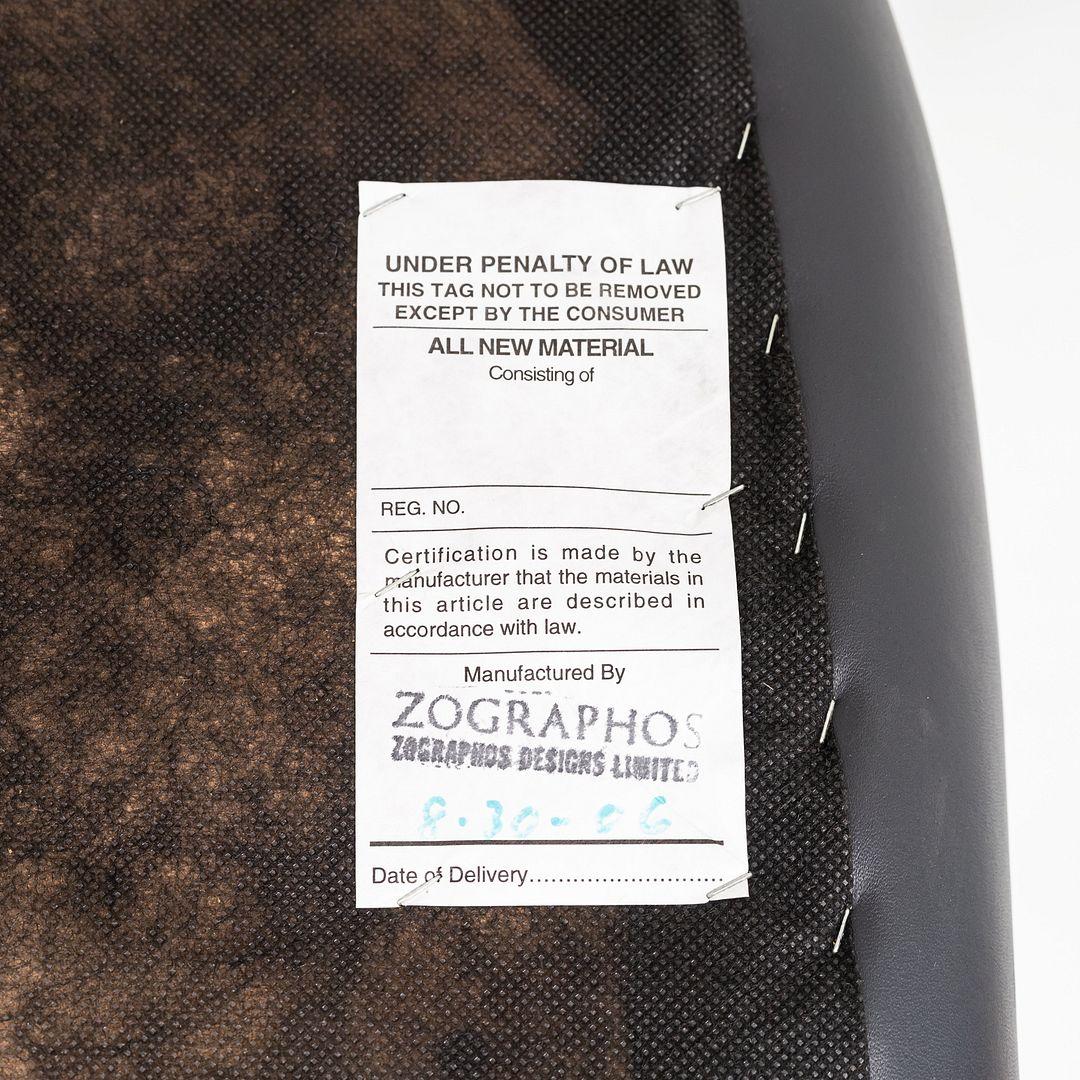 UNDER PENALTY OF LAW
THIS TAG NOT TO BE REMOVED
EXCEPT BY THE CONSUMER
ALL NEW MATERIAL
Consisting of
REG. NO.
Certification is made by the
manufacturer that the materials in
this article are described in
accordance with law.
Manufactured By
ZOGRAPHOS
ZOGRAPHOS DESIGNS LIMITED
8·30-06
Date of Delivery...........................